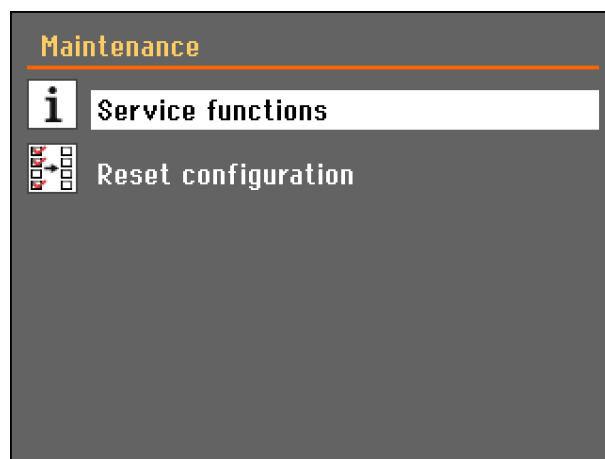 Maintenance
i
Service functions
Reset configuration